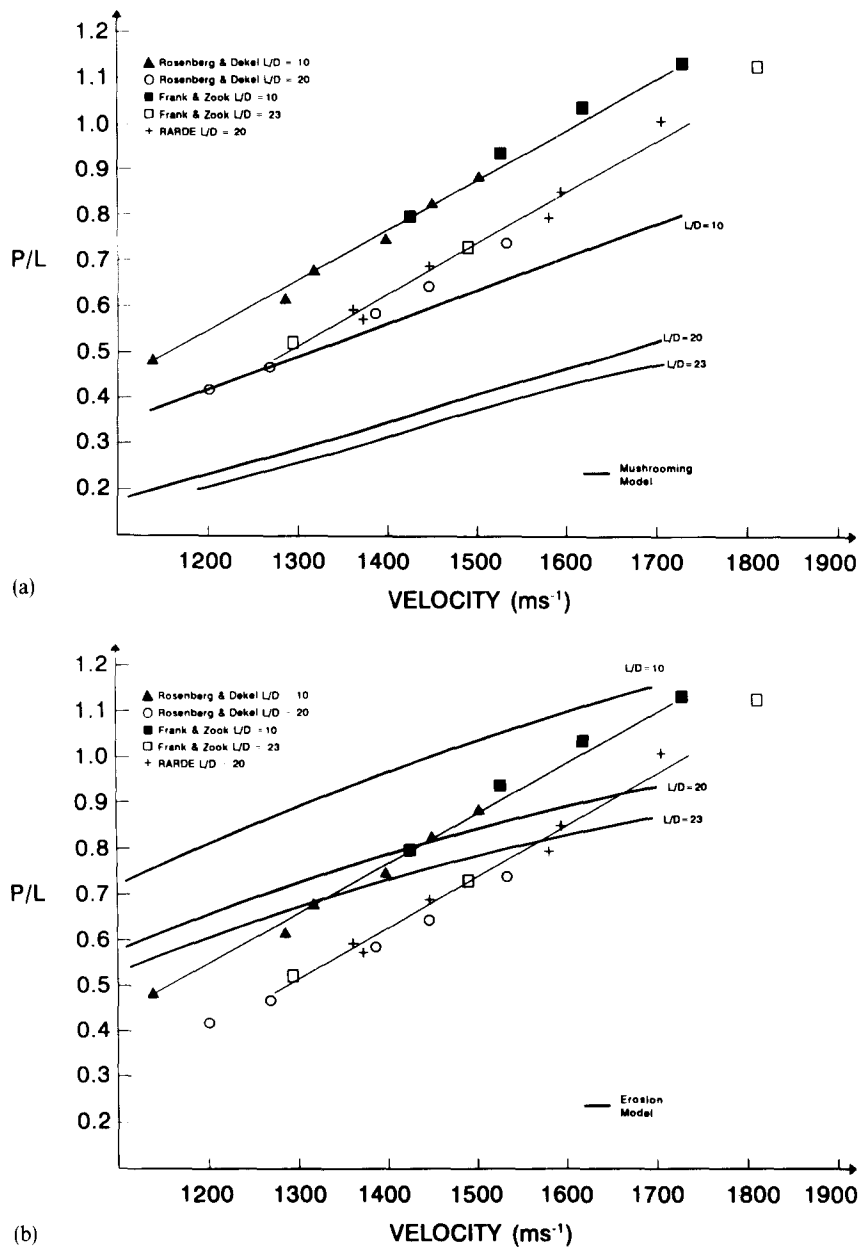 1.2
1.1
1.0
0.9
0.8
0.7
0.6
0.5
0.4
0.3
0.2
P/L
▲ Rosenberg & Dekel L/D = 10
○ Rosenberg & Dekel L/D = 20
■ Frank & Zook L/D = 10
□ Frank & Zook L/D = 23
+ RARDE L/D = 20
L/D=10
L/D=20
L/D=23
Mushrooming
Model
1200 1300 1400 1500 1600 1700 1800 1900
VELOCITY (ms-1)
(a)
1.2
1.1
1.0
0.9
0.8
0.7
0.6
0.5
0.4
0.3
0.2
P/L
▲ Rosenberg & Dekel L/D 10
○ Rosenberg & Dekel L/D - 20
■ Frank & Zook L/D =10
□ Frank & Zook L/D = 23
+ RARDE L/D - 20
L/D=10
L/D=20
L/D=23
Erosion
Model
1200 1300 1400 1500 1600 1700 1800 1900
VELOCITY (ms-1)
(b)